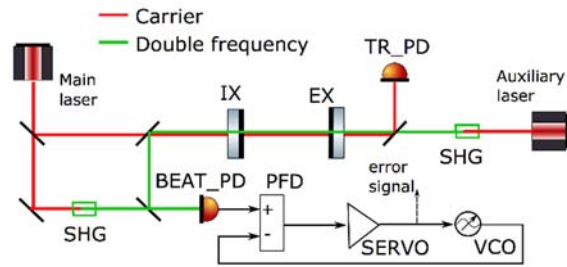 Carrier
Double frequency
TR_PD
Main
laser
IX
EX
Auxiliary
laser
SHG
BEAT_PD
PFD
error
signal
+
-
SHG
SERVO
VCO